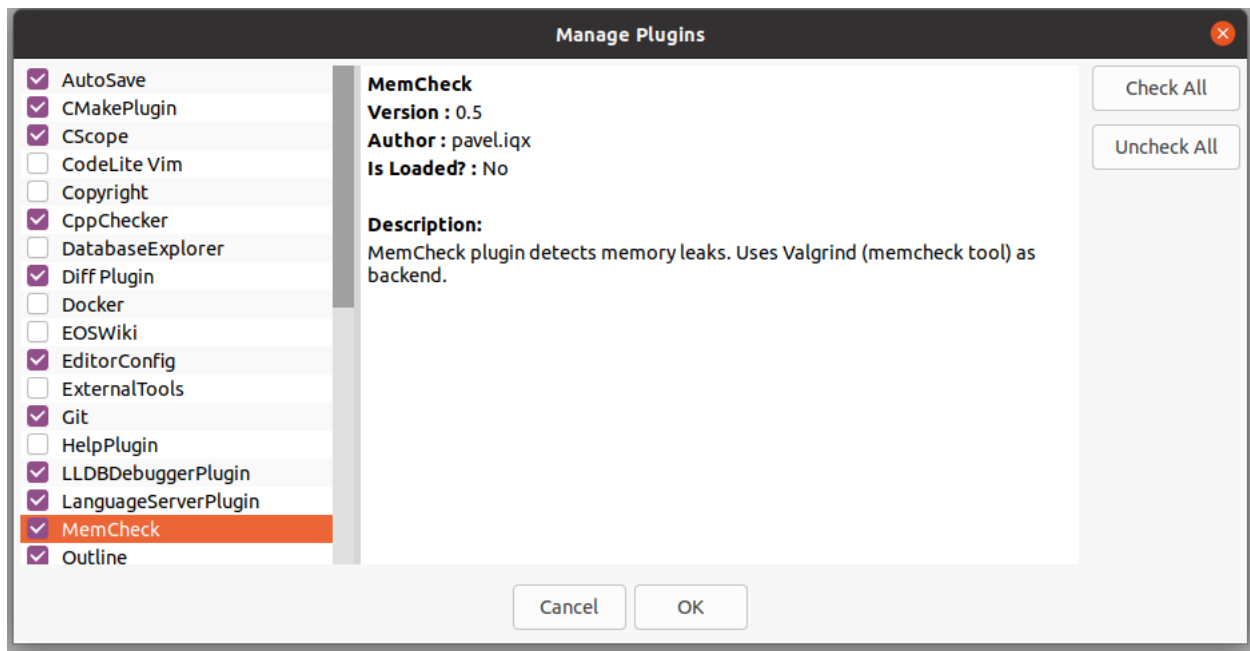 Manage Plugins
AutoSave
CMakePlugin
CScope
CodeLite Vim
Copyright
CppChecker
DatabaseExplorer
Diff Plugin
Docker
EOSWiki
EditorConfig
ExternalTools
Git
HelpPlugin
LLDBDebuggerPlugin
LanguageServerPlugin
MemCheck
Outline
MemCheck
Version : 0.5
Author : pavel.iqx
Is Loaded? : No
Description:
MemCheck plugin detects memory leaks. Uses Valgrind (memcheck tool) as
backend.
Check All
Uncheck All
Cancel
OK